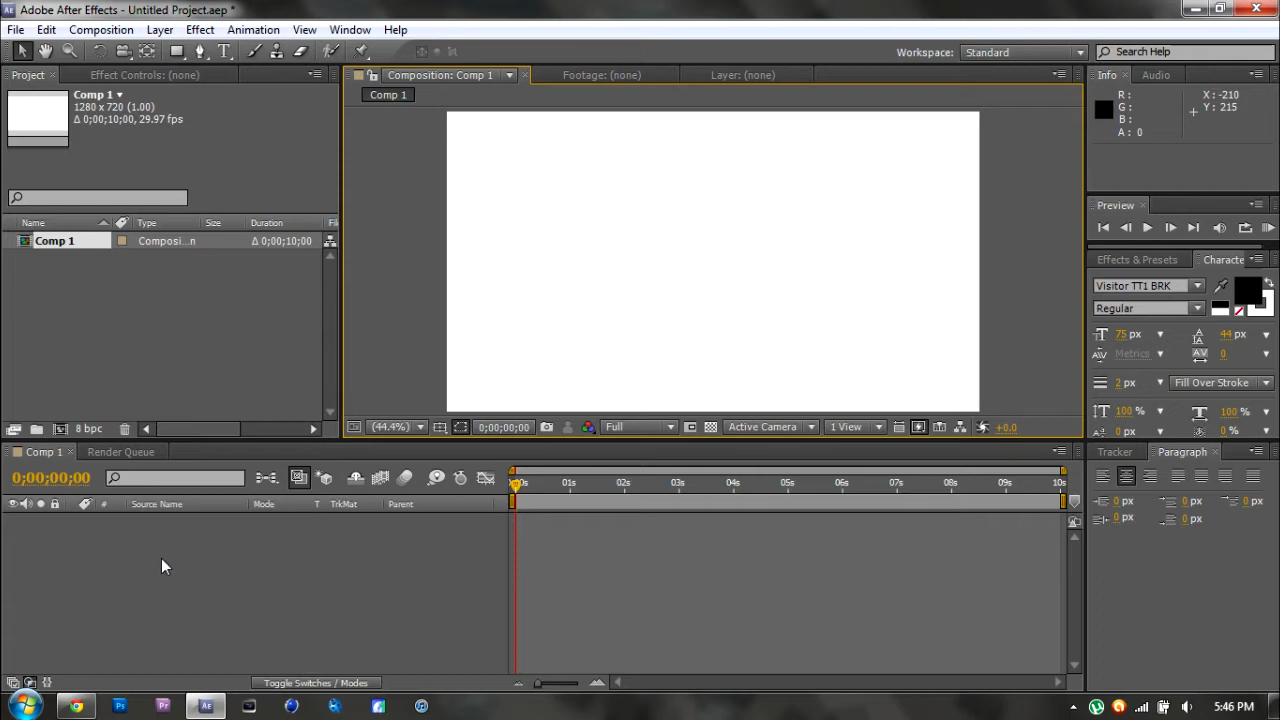 Adobe After Effects - Untitled Project.aep *
File Edit Composition Layer Effect Animation View Window Help
Workspace: Standard Search Help
Project Effect Controls: (none) Composition: Comp 1 Footage: (none) Layer: (none) Info Audio
Comp 1
1280 x 720 (1.00)
Δ 0;00;10;00, 29.97 fps
Comp 1
R :
G :
B :
A : 0
X : -210
Y : 215
Preview
Name Type Size Duration Fil
Comp 1 Composi...n Δ 0;00;10;00
Effects & Presets Characte
Visitor TT1 BRK
Regular
75 px 44 px
Metrics 0
2 px Fill Over Stroke
100 % 100 %
0 px 0 %
8 bpc (44.4%) 0;00;00;00 Full Active Camera 1 View +0.0
Comp 1 Render Queue Tracker Paragraph
0;00;00;00
01s 02s 03s 04s 05s 06s 07s 08s 09s 10s
# Source Name Mode T TrkMat Parent
0 px 0 px 0 px
0 px 0 px
Toggle Switches / Modes
Ps Pr Ae 5:46 PM